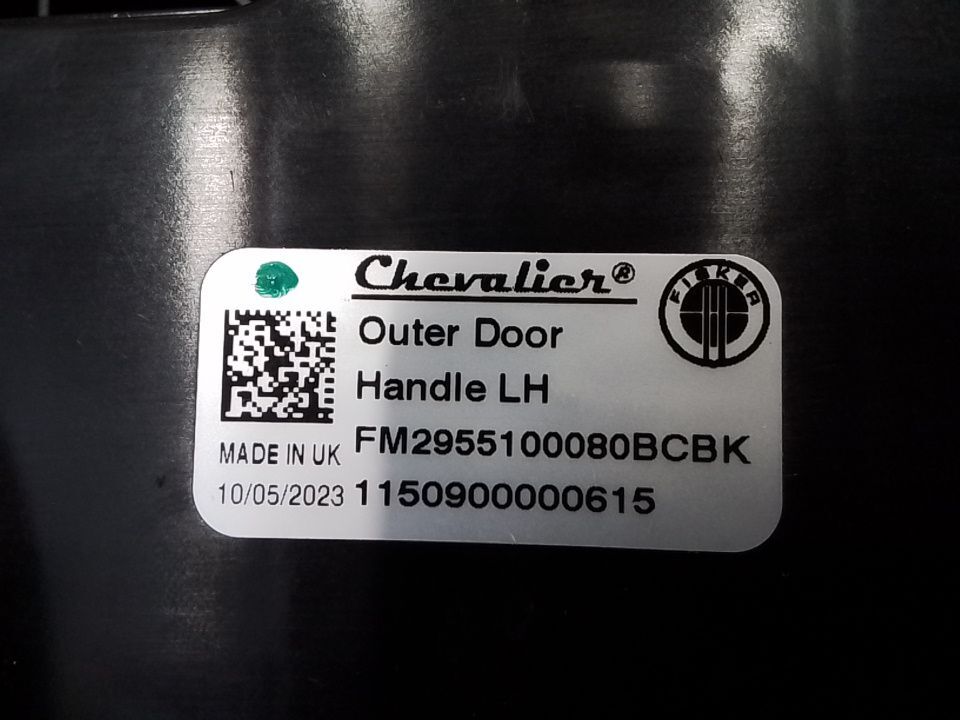 Chevalier®
FISKER
Outer Door
Handle LH
FM2955100080BCBK
MADE IN UK
10/05/2023
1150900000615